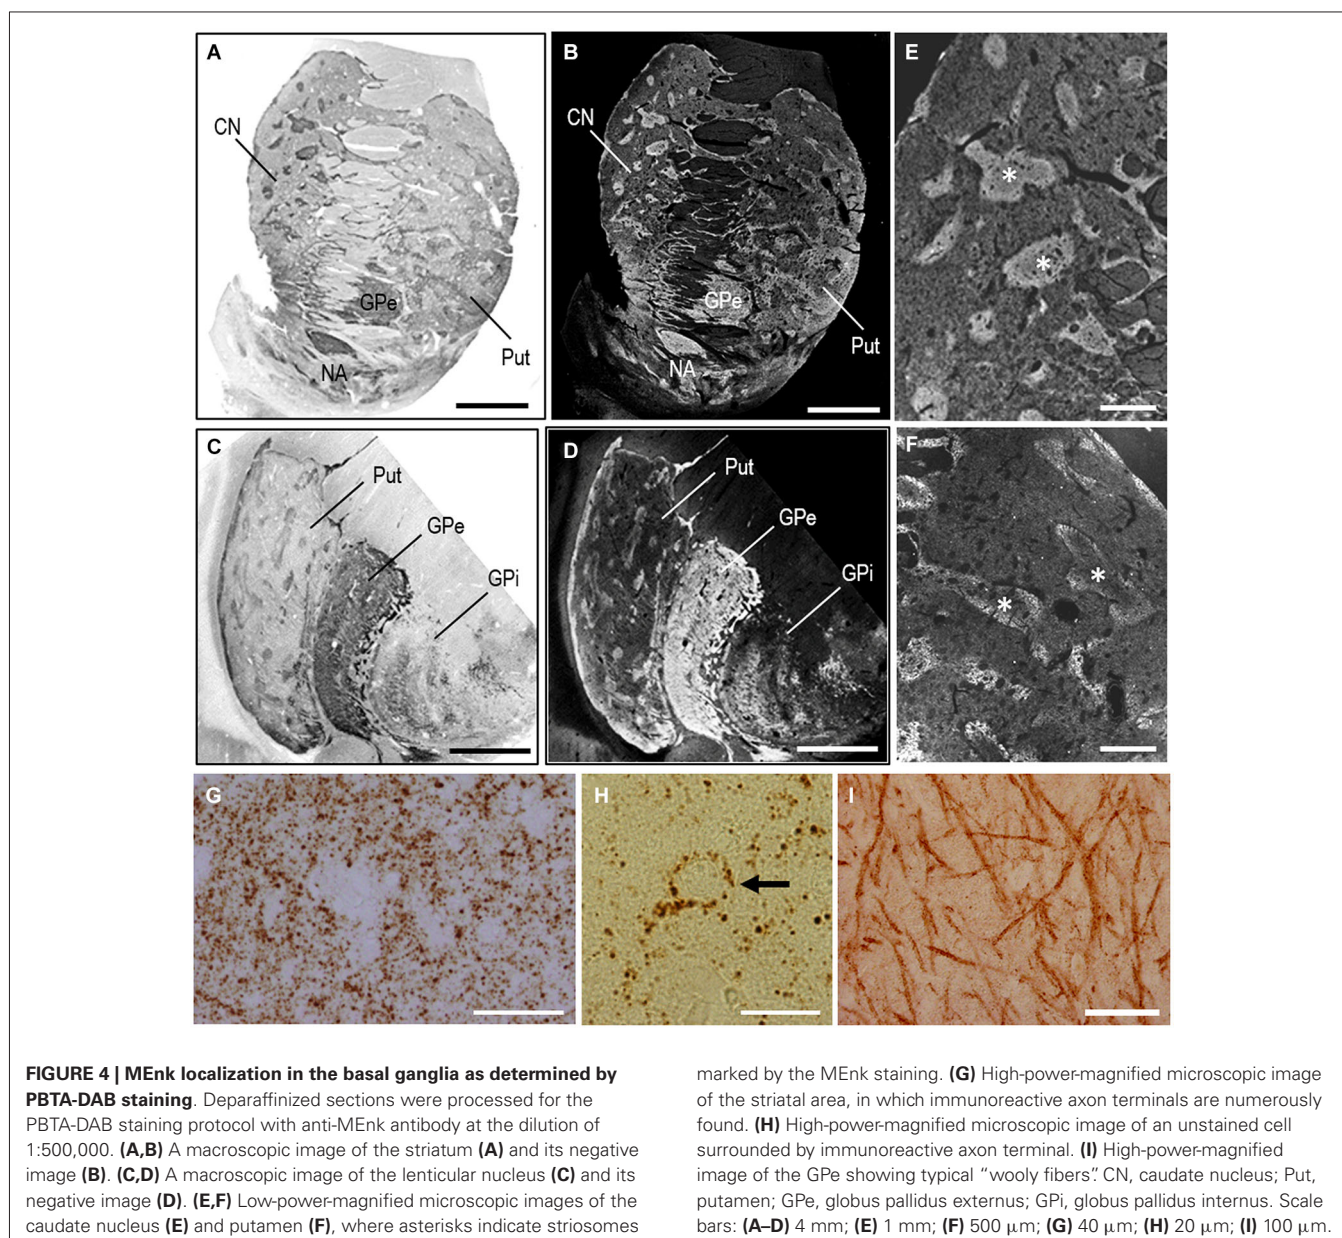 A
CN
GPe
NA
Put
B
CN
GPe
NA
Put
E
*
*
C
Put
GPe
GPi
D
Put
GPe
GPi
F
*
*
G
H
I
FIGURE 4 | MEnk localization in the basal ganglia as determined by
PBTA-DAB staining. Deparaffinized sections were processed for the
PBTA-DAB staining protocol with anti-MEnk antibody at the dilution of
1:500,000. (A,B) A macroscopic image of the striatum (A) and its negative
image (B). (C,D) A macroscopic image of the lenticular nucleus (C) and its
negative image (D). (E,F) Low-power-magnified microscopic images of the
caudate nucleus (E) and putamen (F), where asterisks indicate striosomes
marked by the MEnk staining. (G) High-power-magnified microscopic image
of the striatal area, in which immunoreactive axon terminals are numerously
found. (H) High-power-magnified microscopic image of an unstained cell
surrounded by immunoreactive axon terminal. (I) High-power-magnified
image of the GPe showing typical “wooly fibers”. CN, caudate nucleus; Put,
putamen; GPe, globus pallidus externus; GPi, globus pallidus internus. Scale
bars: (A–D) 4 mm; (E) 1 mm; (F) 500 μm; (G) 40 μm; (H) 20 μm; (I) 100 μm.